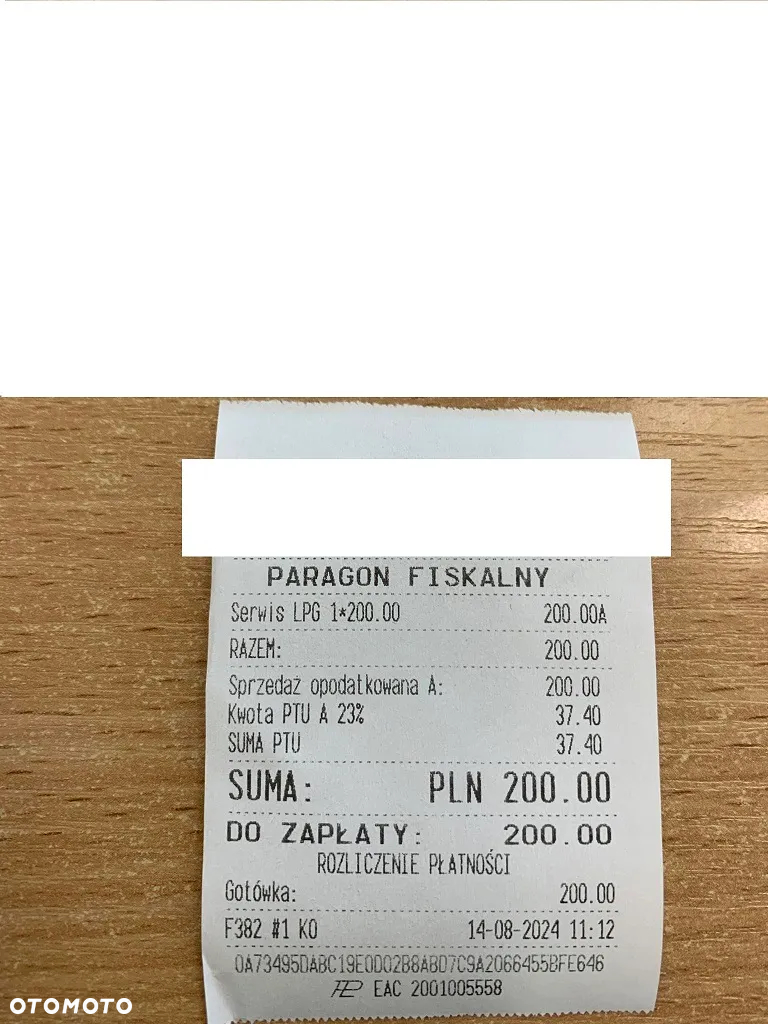 PARAGON FISKALNY
Serwis LPG 1*200.00 200.00A
RAZEM: 200.00
Sprzedaż opodatkowana A: 200.00
Kwota PTU A 23% 37.40
SUMA PTU 37.40
SUMA: PLN 200.00
DO ZAPŁATY: 200.00
ROZLICZENIE PŁATNOŚCI
Gotówka: 200.00
F382 #1 KO 14-08-2024 11:12
0A73495DABC19E0D02B8ABD7C9A2066455BFE646
EAC 2001005558
OTOMOTO